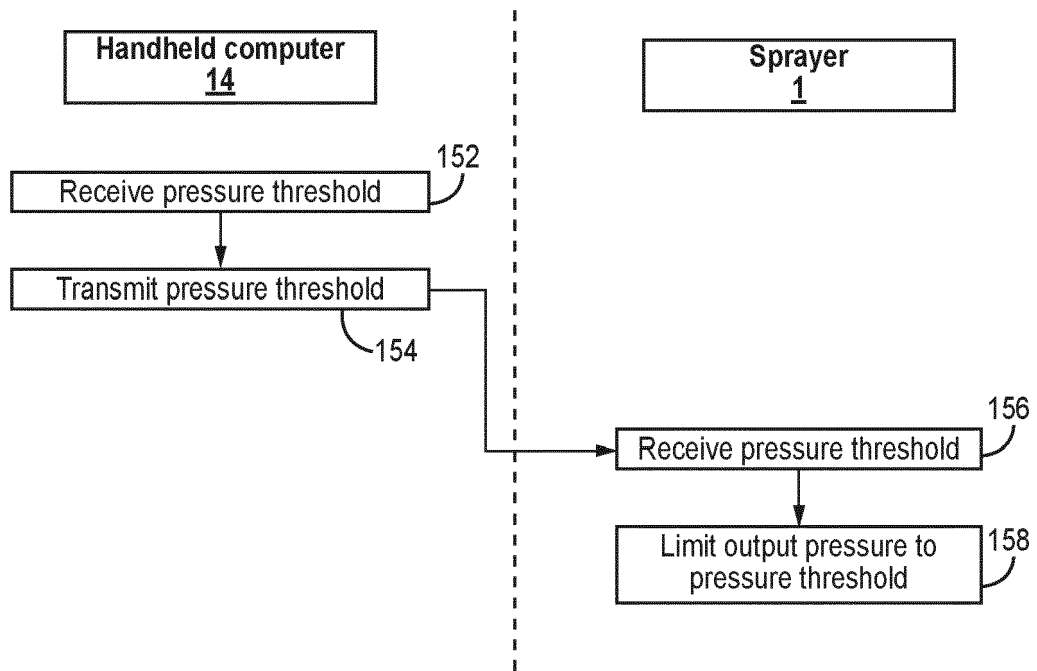 Handheld computer
14
Sprayer
1
152
Receive pressure threshold
Transmit pressure threshold
154
156
Receive pressure threshold
158
Limit output pressure to
pressure threshold